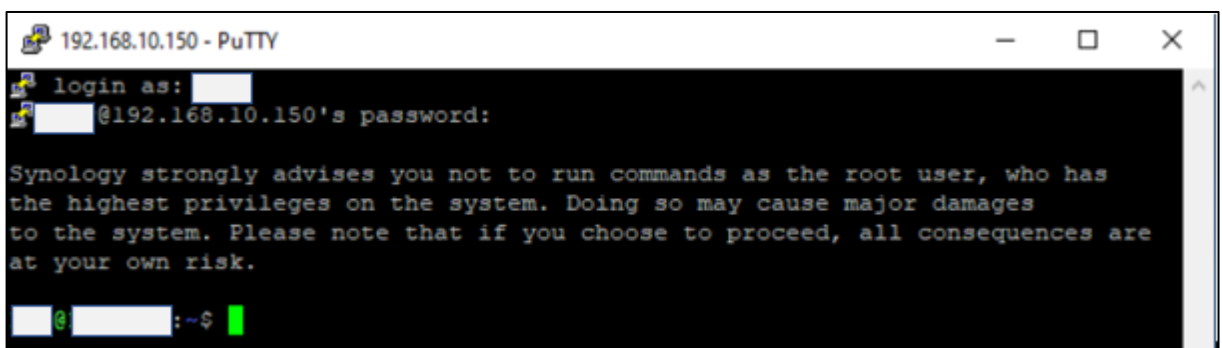 192.168.10.150 - PuTTY
login as:
@192.168.10.150's password:
Synology strongly advises you not to run commands as the root user, who has
the highest privileges on the system. Doing so may cause major damages
to the system. Please note that if you choose to proceed, all consequences are
at your own risk.
@ :~$